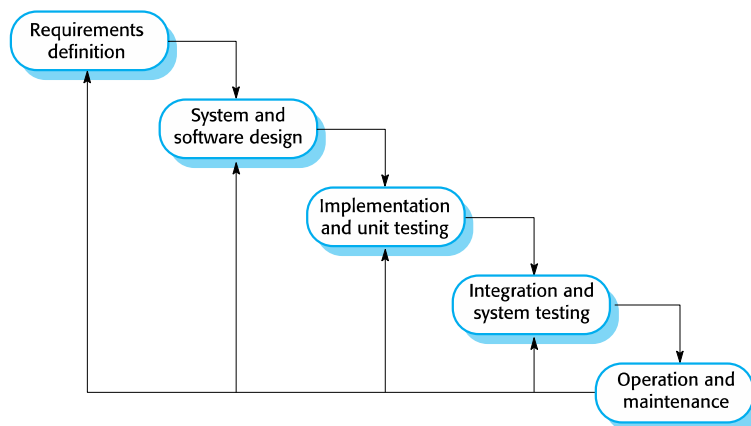 Requirements
definition
System and
software design
Implementation
and unit testing
Integration and
system testing
Operation and
maintenance